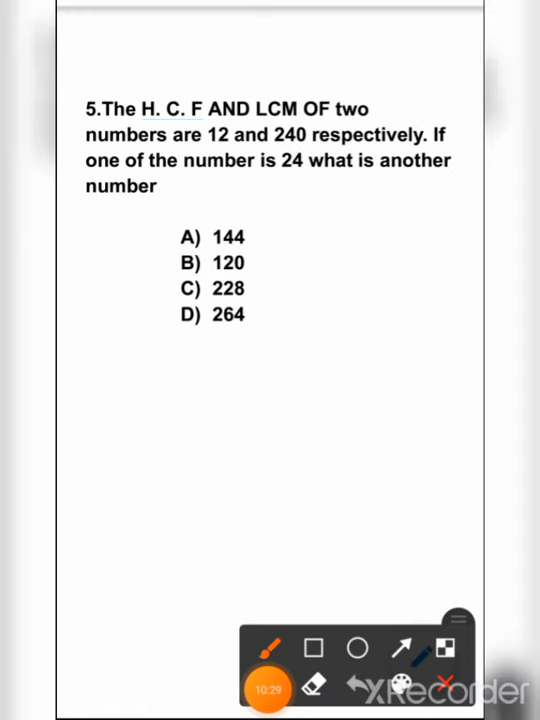 5.The H. C. F AND LCM OF two
numbers are 12 and 240 respectively. If
one of the number is 24 what is another
number
A) 144
B) 120
C) 228
D) 264
10:29
XRecorder